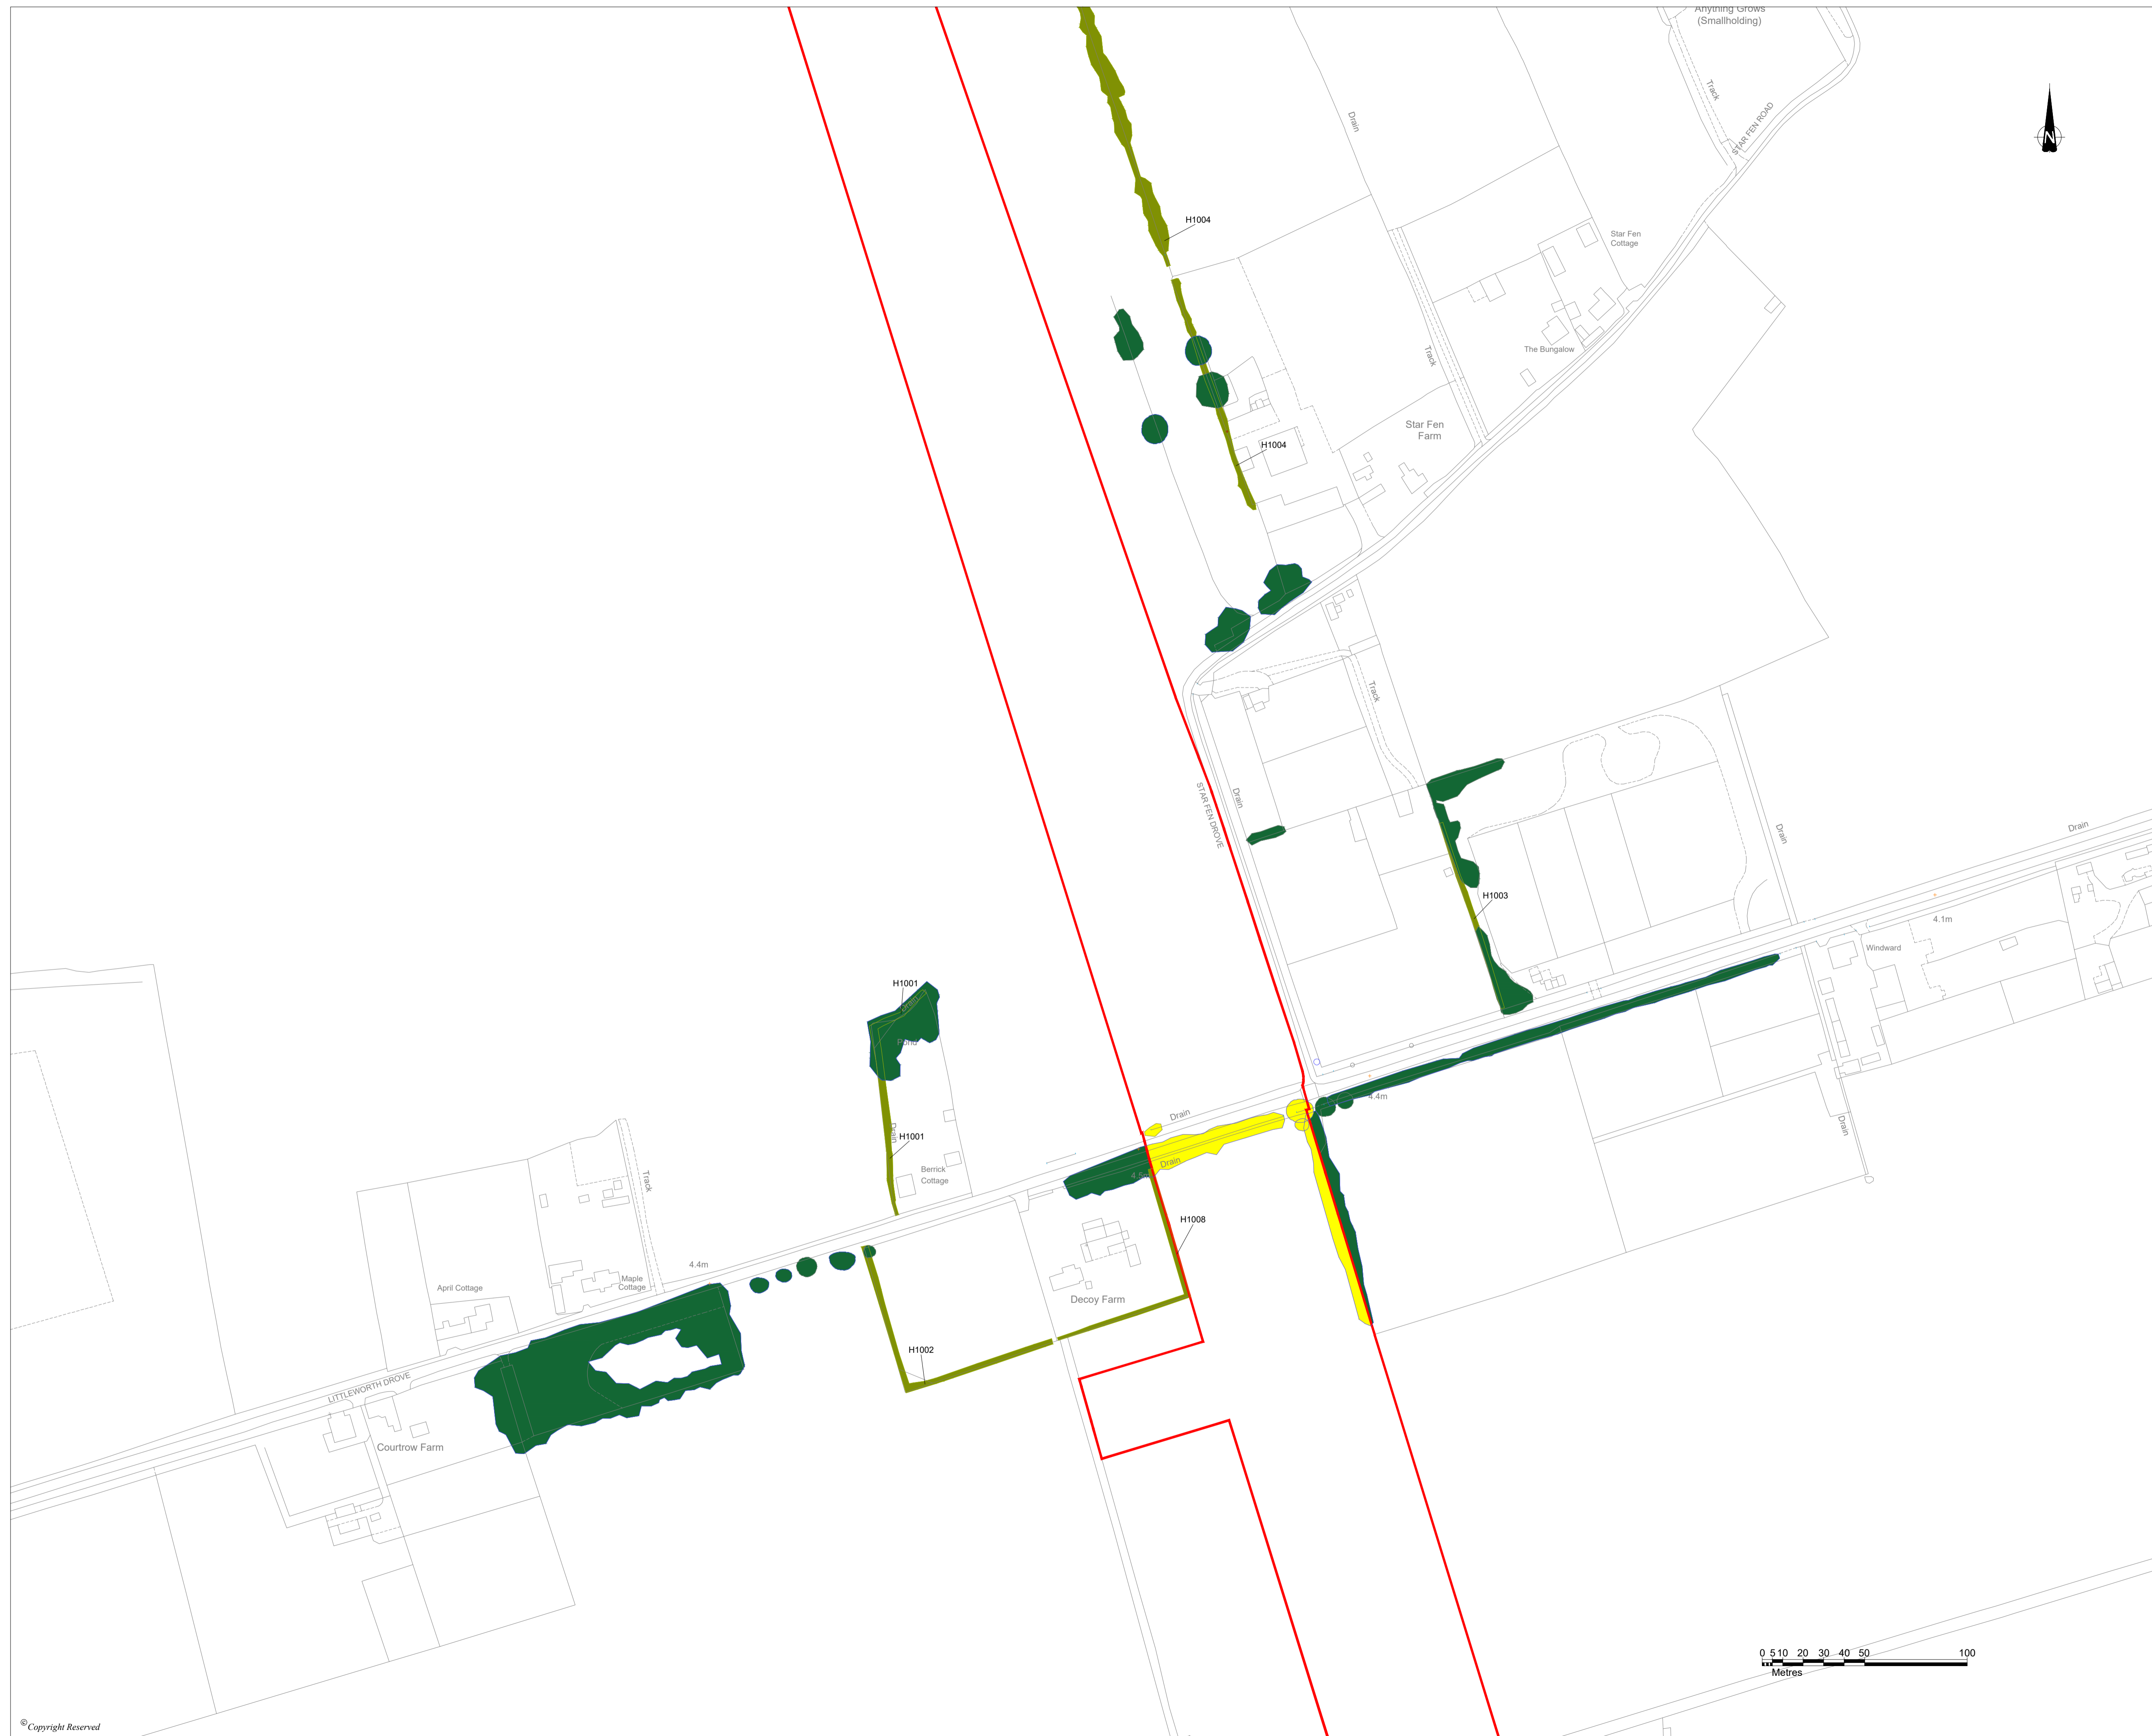 Anything Grows
(Smallholding)
Track
STAR FEN ROAD
N
Drain
H1004
Star Fen
Cottage
Track
The Bungalow
Star Fen
Farm
H1004
Track
STAR FEN DROVE
Drain
Drain
Drain
H1003
4.1m
Windward
H1001
Drain
Pond
4.4m
Drain
Drain
Drain
H1001
Drain
4.5m
Berrick
Cottage
Track
H1008
4.4m
Maple
Cottage
April Cottage
Decoy Farm
H1002
LITTLEWORTH DROVE
Courtrow Farm
0 5 10 20 30 40 50 100
Metres
©Copyright Reserved